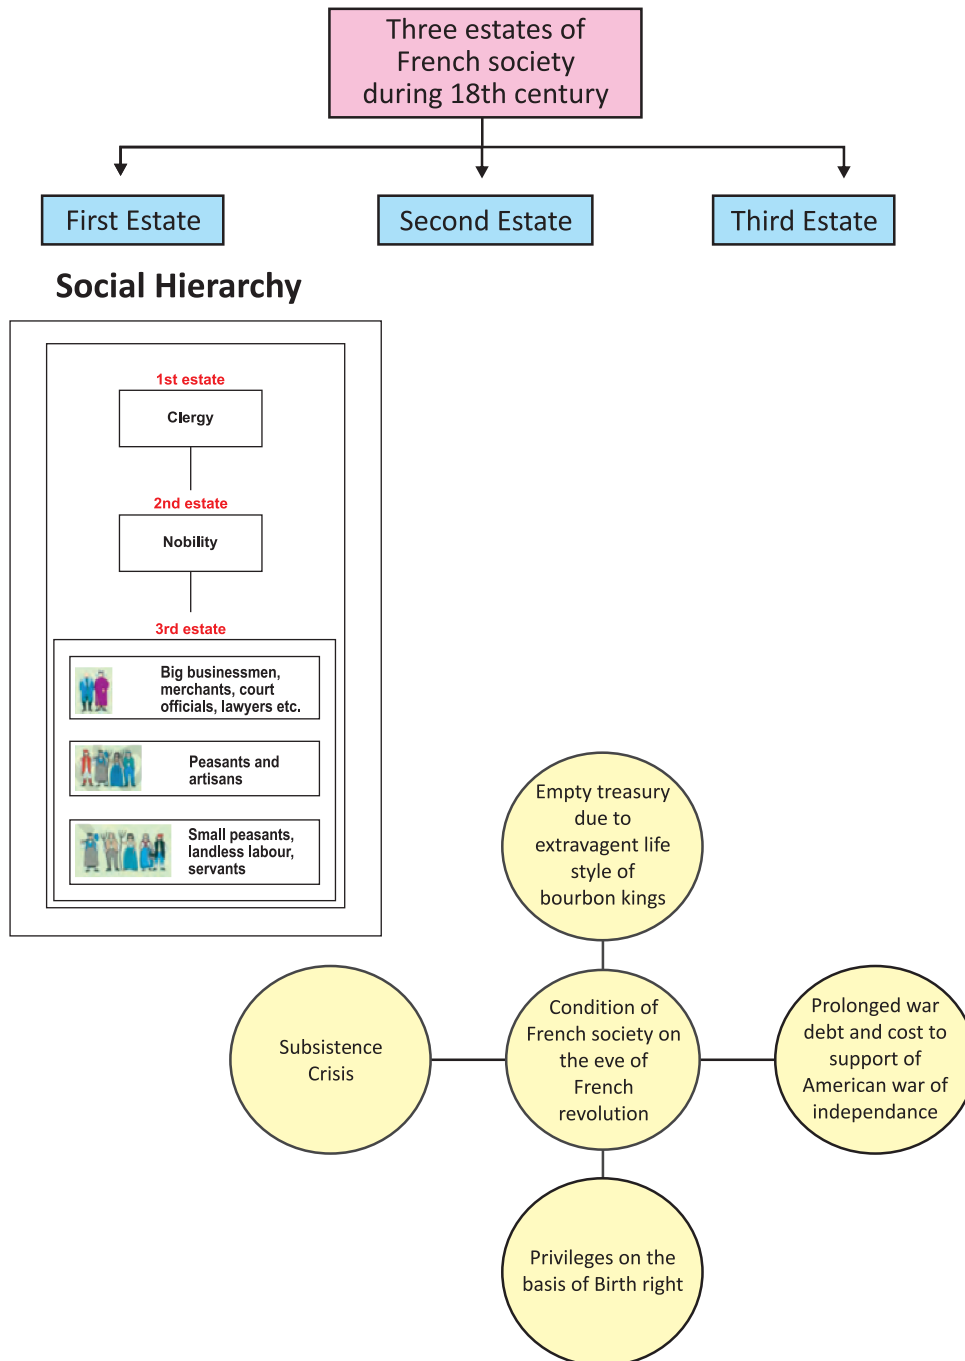 Three estates of
French society
during 18th century
First Estate
Second Estate
Third Estate
Social Hierarchy
1st estate
Clergy
2nd estate
Nobility
3rd estate
Big businessmen,
merchants, court
officials, lawyers etc.
Peasants and
artisans
Small peasants,
landless labour,
servants
Empty treasury
due to
extravagent life
style of
bourbon kings
Subsistence
Crisis
Condition of
French society on
the eve of
French
revolution
Prolonged war
debt and cost to
support of
American war of
independance
Privileges on the
basis of Birth right